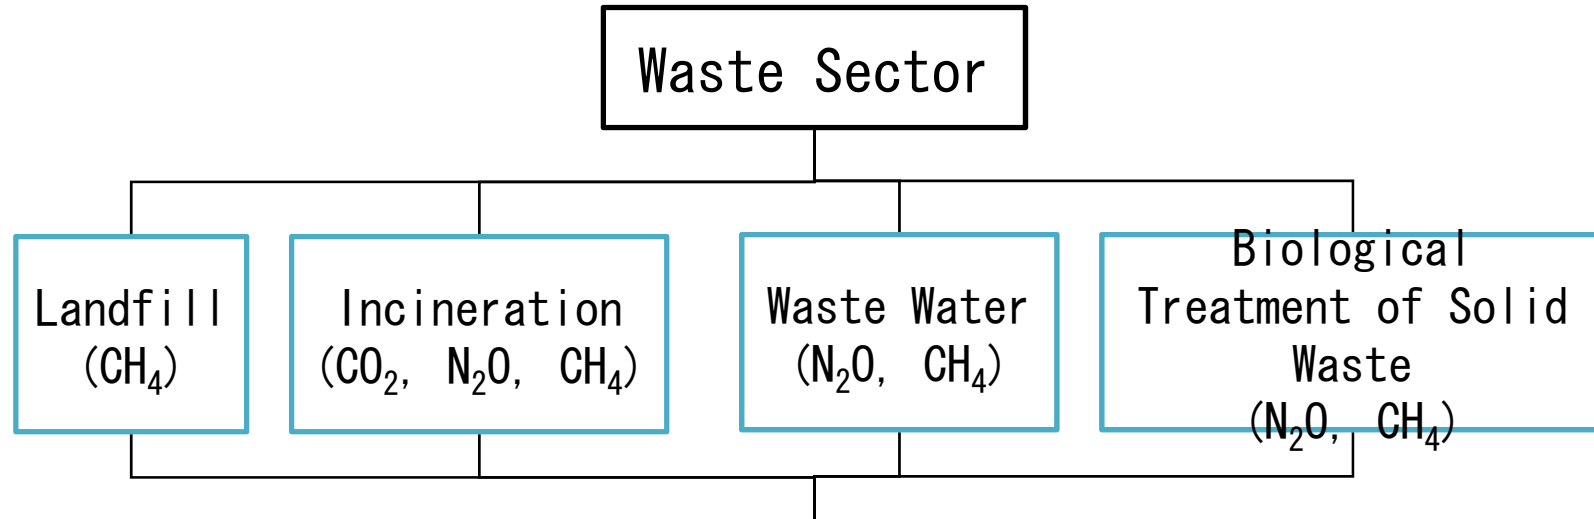 Waste Sector
Landfill
(CH₄)
Incineration
(CO₂, N₂O, CH₄)
Waste Water
(N₂O, CH₄)
Biological
Treatment of Solid
Waste
(N₂O, CH₄)